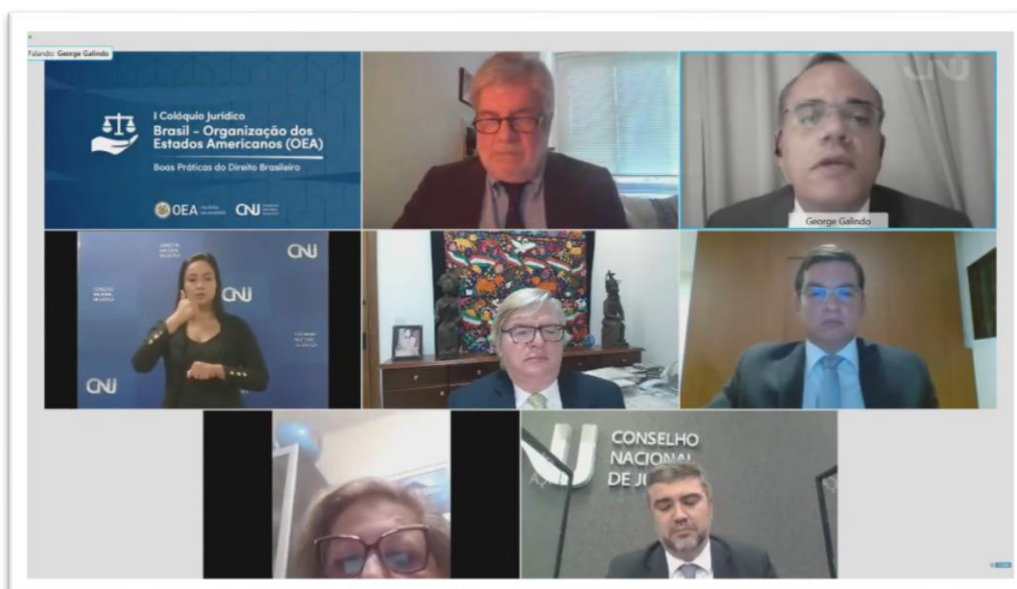 Falando: George Galindo
I Colóquio Jurídico
Brasil - Organização dos
Estados Americanos (OEA)
Boas Práticas do Direito Brasileiro
OEA
CNJ
CNJ
George Galindo
CNJ
CNJ
CNJ
CONSELHO
NACIONAL
DE JU